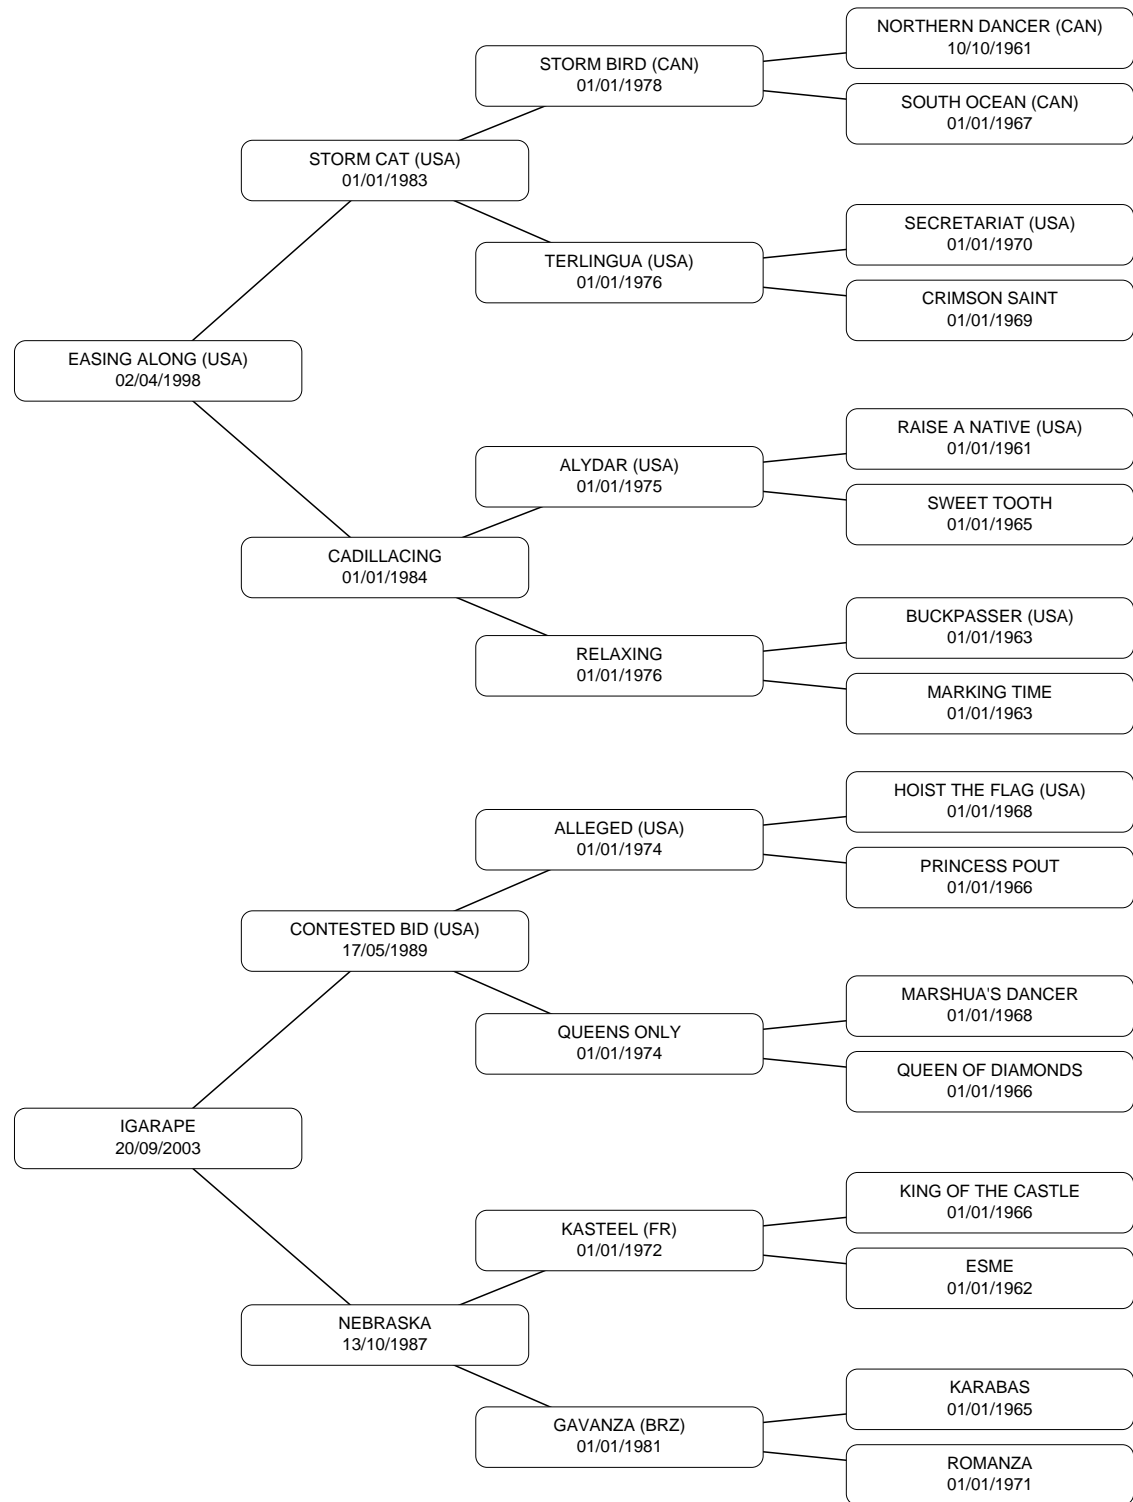 NORTHERN DANCER (CAN)
10/10/1961
STORM BIRD (CAN)
01/01/1978
SOUTH OCEAN (CAN)
01/01/1967
STORM CAT (USA)
01/01/1983
SECRETARIAT (USA)
01/01/1970
TERLINGUA (USA)
01/01/1976
CRIMSON SAINT
01/01/1969
EASING ALONG (USA)
02/04/1998
RAISE A NATIVE (USA)
01/01/1961
ALYDAR (USA)
01/01/1975
SWEET TOOTH
01/01/1965
CADILLACING
01/01/1984
BUCKPASSER (USA)
01/01/1963
RELAXING
01/01/1976
MARKING TIME
01/01/1963
HOIST THE FLAG (USA)
01/01/1968
ALLEGED (USA)
01/01/1974
PRINCESS POUT
01/01/1966
CONTESTED BID (USA)
17/05/1989
MARSHUA'S DANCER
01/01/1968
QUEENS ONLY
01/01/1974
QUEEN OF DIAMONDS
01/01/1966
IGARAPE
20/09/2003
KING OF THE CASTLE
01/01/1966
KASTEEL (FR)
01/01/1972
ESME
01/01/1962
NEBRASKA
13/10/1987
KARABAS
01/01/1965
GAVANZA (BRZ)
01/01/1981
ROMANZA
01/01/1971